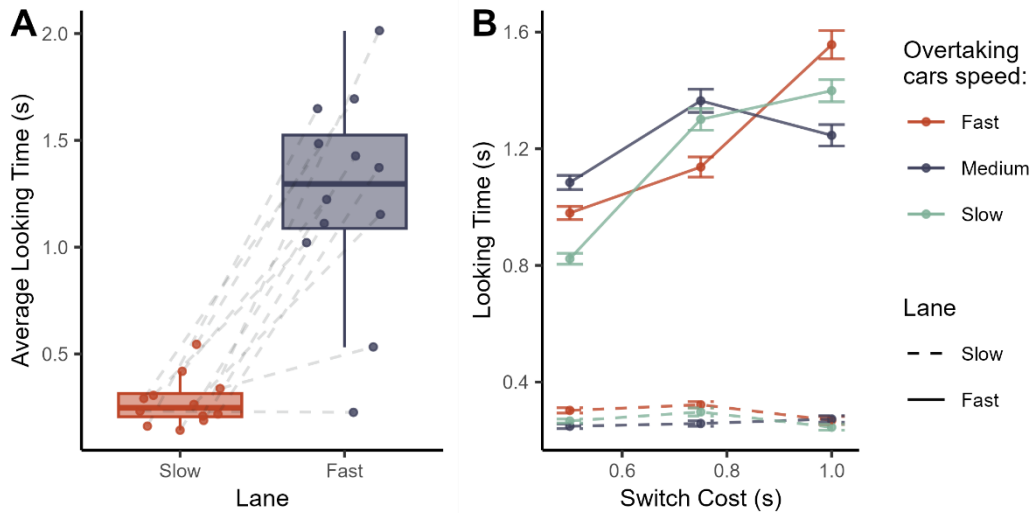 A
Average Looking Time (s)
2.0
1.5
1.0
0.5
Slow
Fast
Lane
B
Looking Time (s)
1.6
1.2
0.8
0.4
0.6
0.8
1.0
Switch Cost (s)
Overtaking
cars speed:
Fast
Medium
Slow
Lane
Slow
Fast